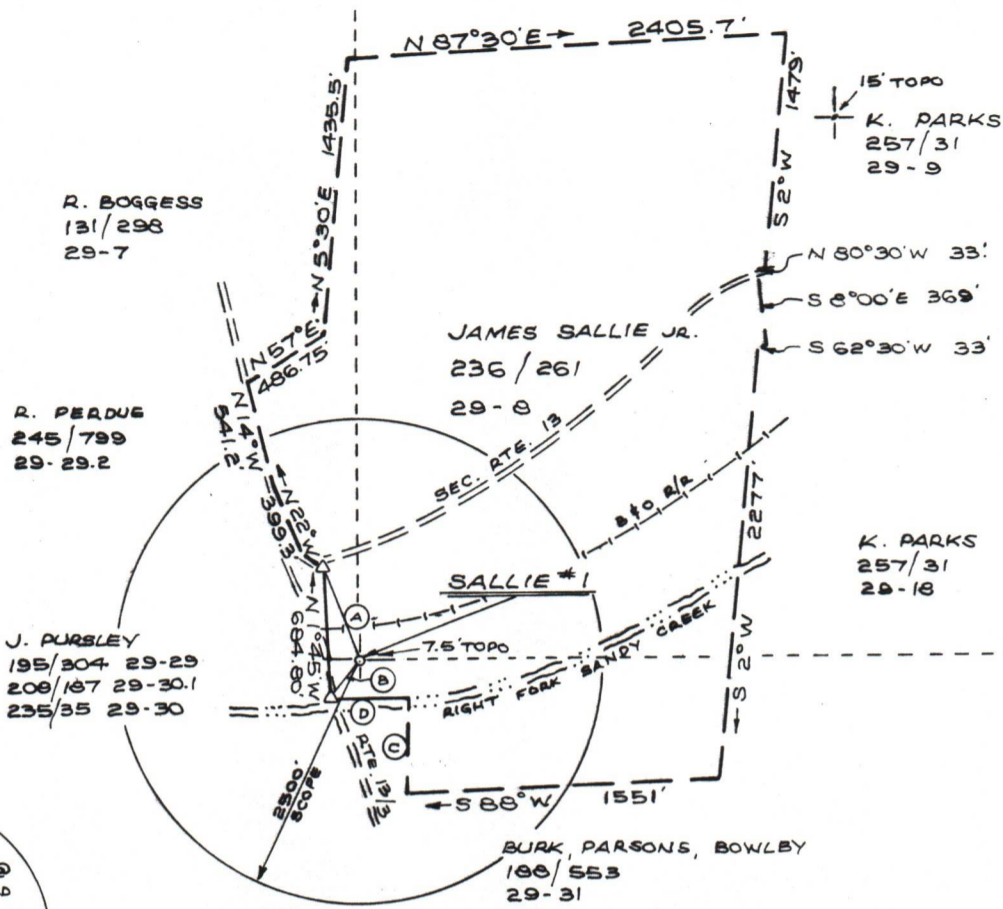 N 87°30'E → 2405.7'
1479'
S 2° W
15' TOPO
K. PARKS
257/31
29-9
N 5°30'E 1435.5'
R. BOGGESS
131/298
29-7
N 80°30'W 33'
S 8°00'E 369'
S 62°30'W 33'
N 57° E
486.75'
JAMES SALLIE JR.
236/261
29-8
R. PERDUE
245/799
29-29.2
N 14° W
541.2'
N 22° W
399.3
SEC. RTE. 13
B & O R/R
2277
S 2° W
K. PARKS
257/31
29-18
SALLIE #1
A
7.5' TOPO
B
684.80
J. PURSLEY
195/304 29-29
208/187 29-30.1
235/35 29-30
RIGHT FORK SANDY CREEK
D
C
RTE. 13/3
2500'
SCOPE
S 88° W 1551'
BURK, PARSONS, BOWLBY
188/553
29-31